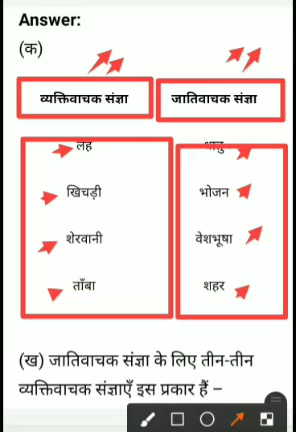 Answer:
(क)
व्यक्तिवाचक संज्ञा जातिवाचक संज्ञा
लेह धातु
खिचड़ी भोजन
शेरवानी वेशभूषा
ताँबा शहर
(ख) जातिवाचक संज्ञा के लिए तीन-तीन
व्यक्तिवाचक संज्ञाएँ इस प्रकार हैं –